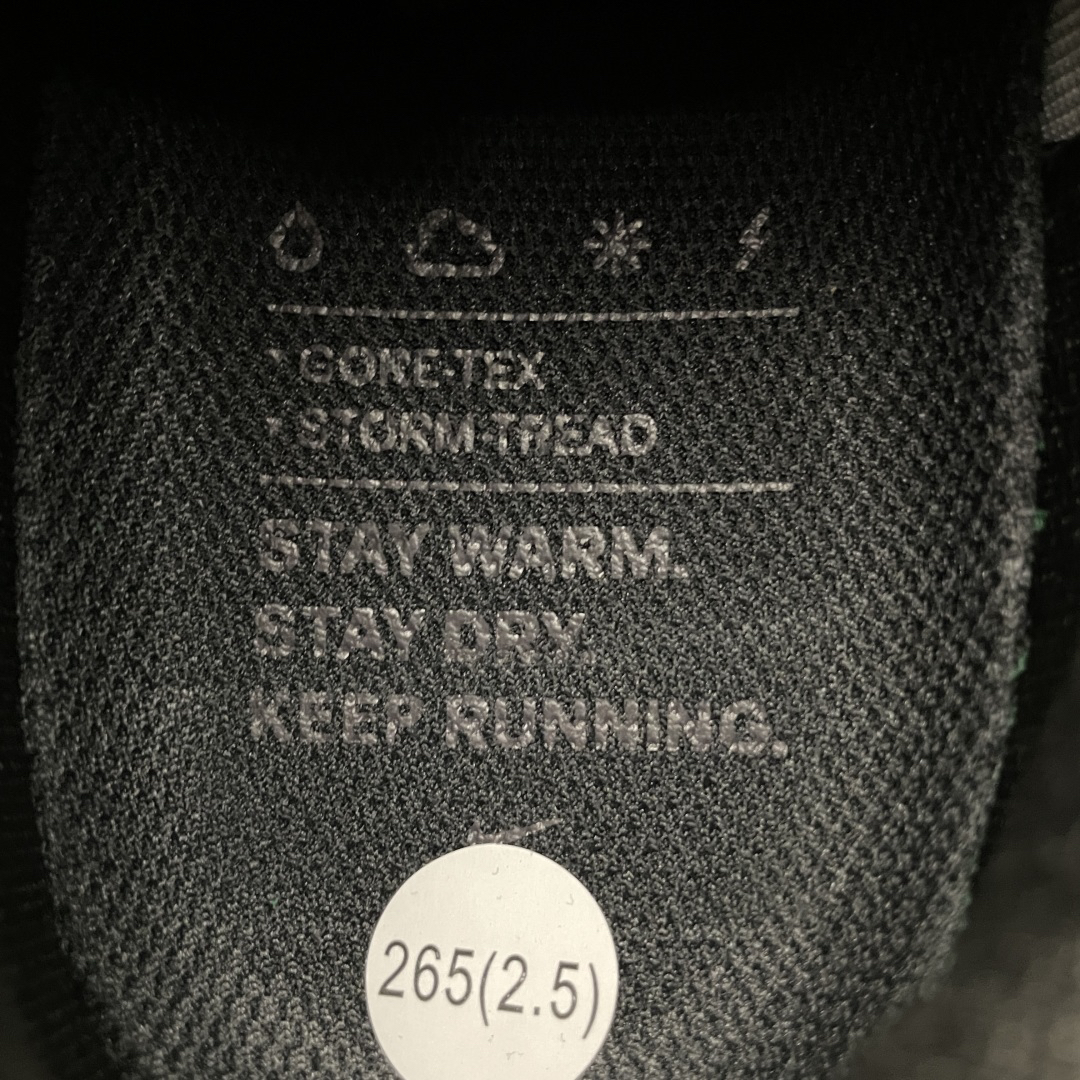 GORE-TEX
STORM-TREAD
STAY WARM.
STAY DRY.
KEEP RUNNING.
265(2.5)